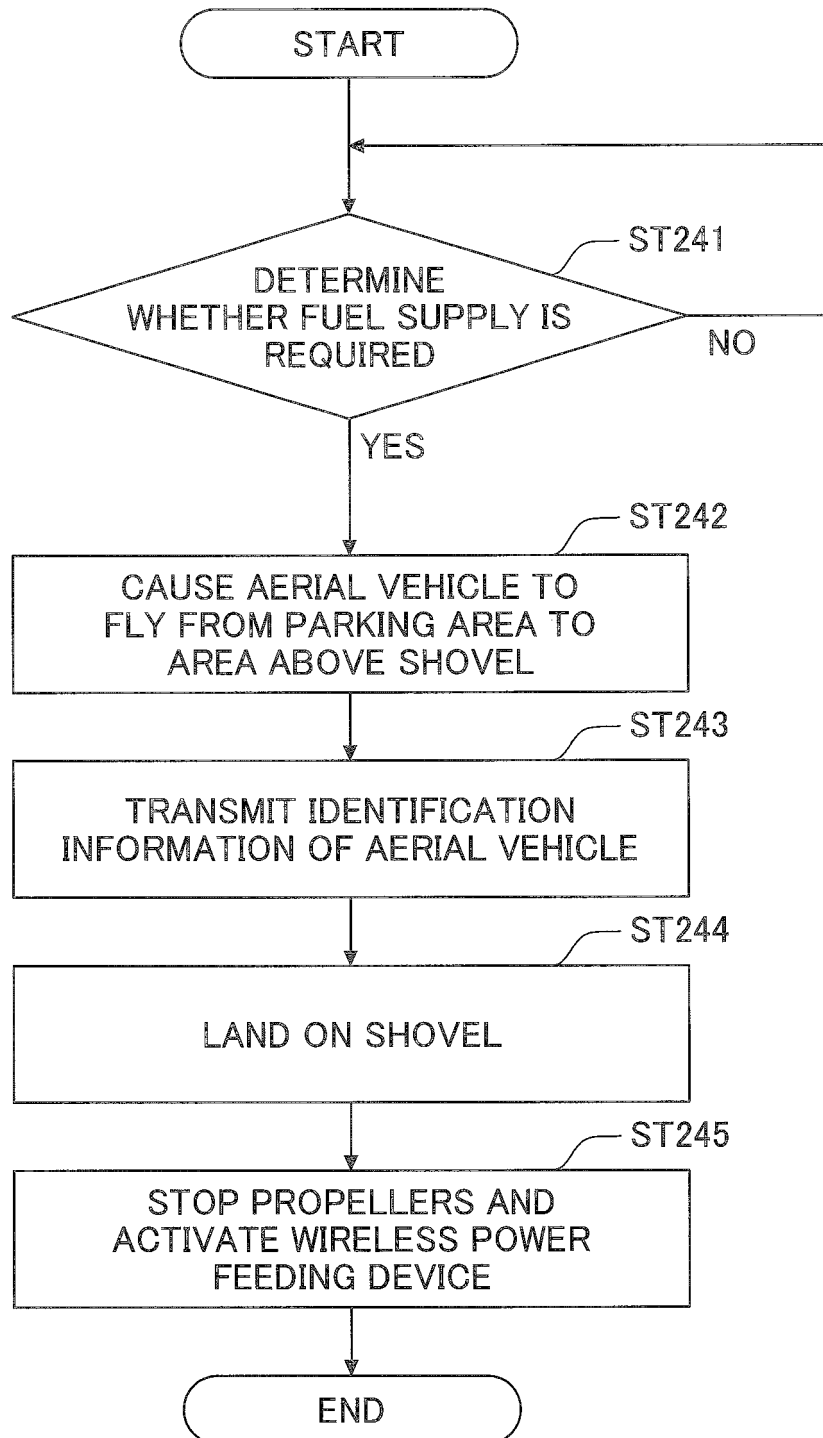 START
ST241
DETERMINE
WHETHER FUEL SUPPLY IS
REQUIRED
NO
YES
ST242
CAUSE AERIAL VEHICLE TO
FLY FROM PARKING AREA TO
AREA ABOVE SHOVEL
ST243
TRANSMIT IDENTIFICATION
INFORMATION OF AERIAL VEHICLE
ST244
LAND ON SHOVEL
ST245
STOP PROPELLERS AND
ACTIVATE WIRELESS POWER
FEEDING DEVICE
END